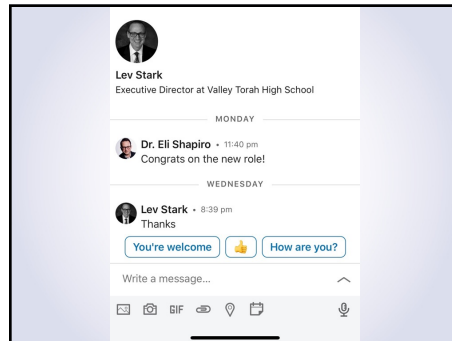 Lev Stark
Executive Director at Valley Torah High School
MONDAY
Dr. Eli Shapiro • 11:40 pm
Congrats on the new role!
WEDNESDAY
Lev Stark • 8:39 pm
Thanks
You're welcome 👍 How are you?
Write a message...
GIF